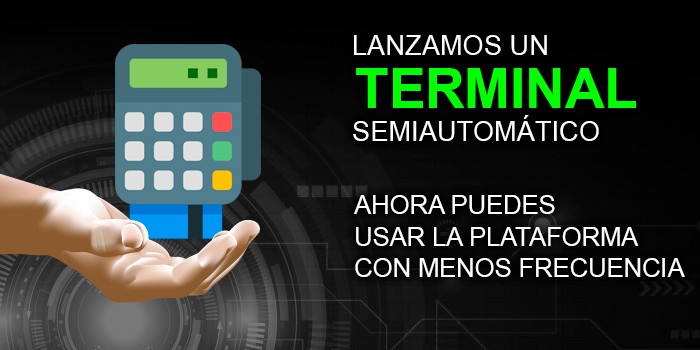 LANZAMOS UN
TERMINAL
SEMIAUTOMÁTICO
AHORA PUEDES
USAR LA PLATAFORMA
CON MENOS FRECUENCIA